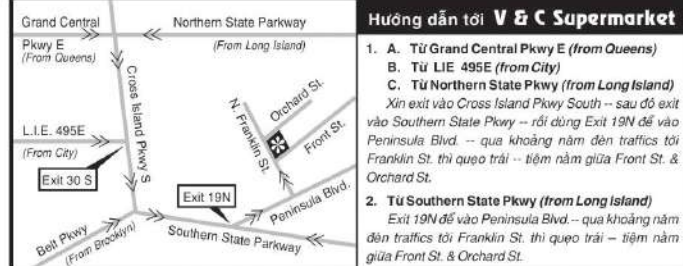 Grand Central
Pkwy E
(From Queens)
Northern State Parkway
(From Long Island)
Cross Island Pkwy S
Orchard St.
N. Franklin St.
Front St.
L.I.E. 495E
(From City)
Exit 30 S
Exit 19N
Peninsula Blvd.
Belt Pkwy
(From Brooklyn)
Southern State Parkway
Hướng dẫn tới V & C Supermarket
1. A. Từ Grand Central Pkwy E (from Queens)
B. Từ LIE 495E (from City)
C. Từ Northern State Pkwy (from Long Island)
Xin exit vào Cross Island Pkwy South -- sau đó exit
vào Southern State Pkwy -- rồi dùng Exit 19N để vào
Peninsula Blvd. -- qua khoảng năm đèn traffics tới
Franklin St. thì quẹo trái -- tiệm nằm giữa Front St. &
Orchard St.
2. Từ Southern State Pkwy (from Long Island)
Exit 19N để vào Peninsula Blvd. -- qua khoảng năm
đèn traffics tới Franklin St. thì quẹo trái -- tiệm nằm
giữa Front St. & Orchard St.